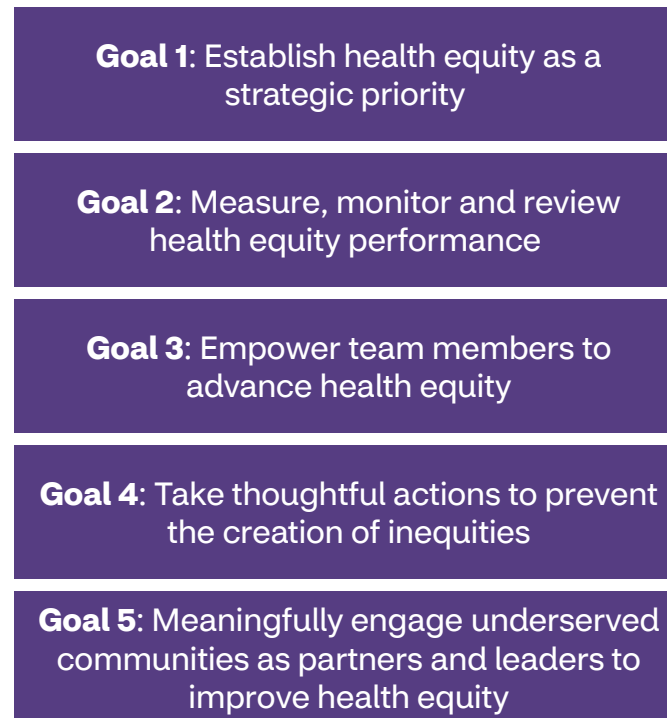 Goal 1: Establish health equity as a
strategic priority
Goal 2: Measure, monitor and review
health equity performance
Goal 3: Empower team members to
advance health equity
Goal 4: Take thoughtful actions to prevent
the creation of inequities
Goal 5: Meaningfully engage underserved
communities as partners and leaders to
improve health equity